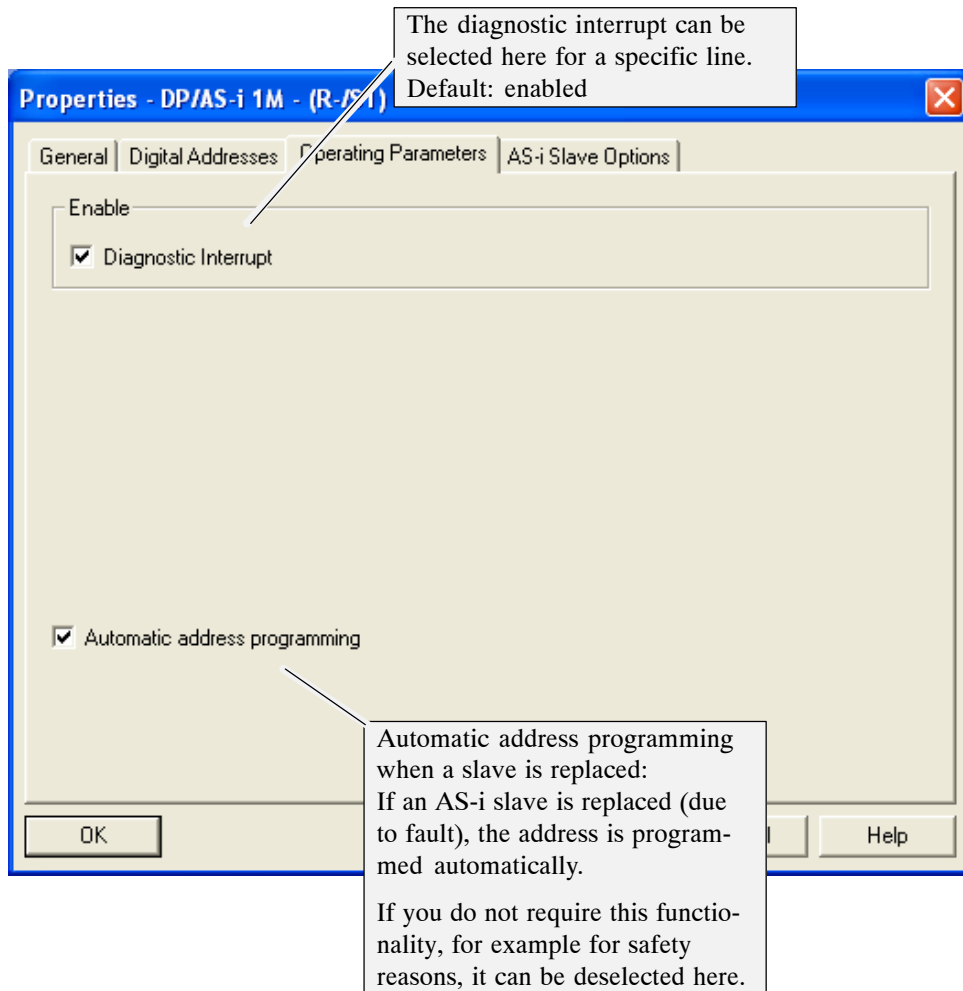 The diagnostic interrupt can be
selected here for a specific line.
Default: enabled
Properties - DP/AS-i 1M - (R-/S1)
General
Digital Addresses
Operating Parameters
AS-i Slave Options
Enable
Diagnostic Interrupt
Automatic address programming
Automatic address programming
when a slave is replaced:
If an AS-i slave is replaced (due
to fault), the address is program-
med automatically.
If you do not require this functio-
nality, for example for safety
reasons, it can be deselected here.
OK
Help